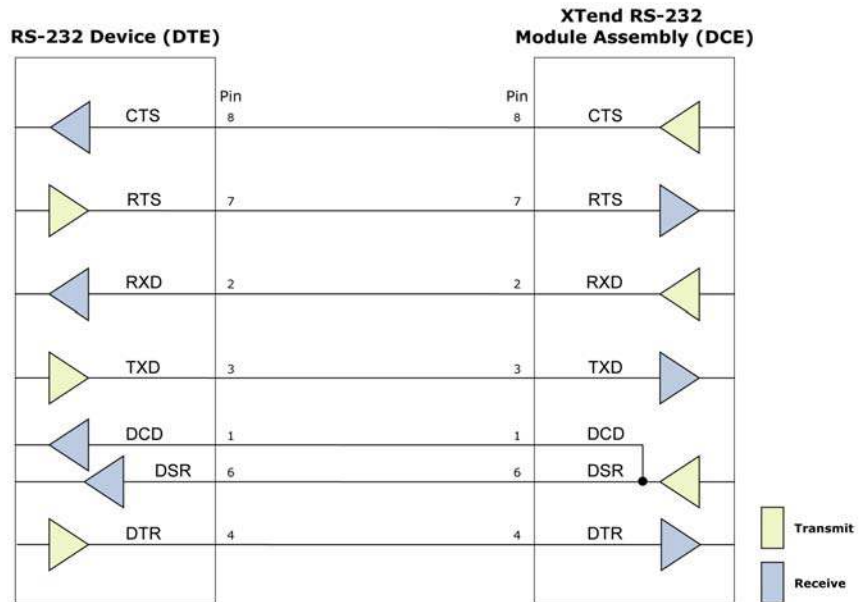 XTend RS-232
RS-232 Device (DTE) Module Assembly (DCE)
Pin Pin
CTS 8 8 CTS
RTS 7 7 RTS
RXD 2 2 RXD
TXD 3 3 TXD
DCD 1 1 DCD
DSR 6 6 DSR
DTR 4 4 DTR
Transmit
Receive